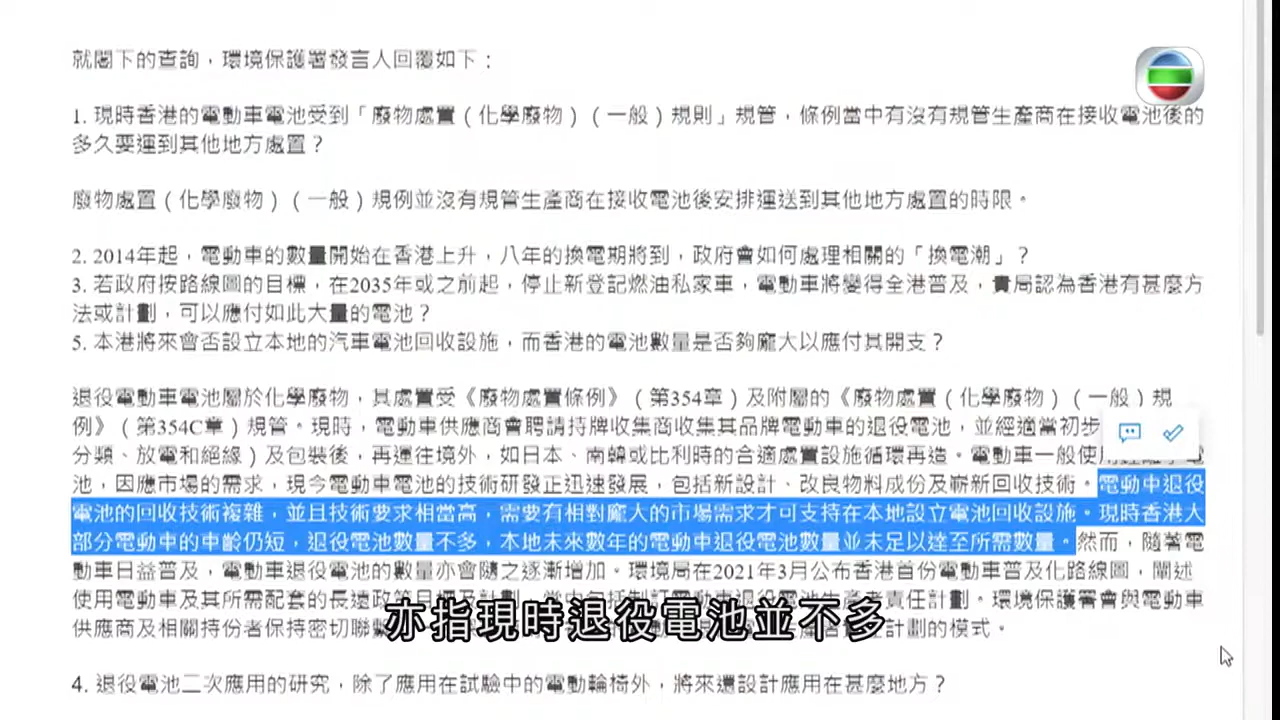 就閣下的查詢，環境保護署發言人回覆如下：
1. 現時香港的電動車電池受到「廢物處置（化學廢物）（一般）規則」規管，條例當中有沒有規管生產商在接收電池後的
多久要運到其他地方處置？
廢物處置（化學廢物）（一般）規例並沒有規管生產商在接收電池後安排運送到其他地方處置的時限。
2. 2014年起，電動車的數量開始在香港上升，八年的換電期將到，政府會如何處理相關的「換電潮」？
3. 若政府按路線圖的目標，在2035年或之前起，停止新登記燃油私家車，電動車將變得全港普及，貴局認為香港有甚麼方
法或計劃，可以應付如此大量的電池？
5. 本港將來會否設立本地的汽車電池回收設施，而香港的電池數量是否夠龐大以應付其開支？
退役電動車電池屬於化學廢物，其處置受《廢物處置條例》（第354章）及附屬的《廢物處置（化學廢物）（一般）規
例》（第354C章）規管。現時，電動車供應商會聘請持牌收集商收集其品牌電動車的退役電池，並經適當初步
分類、放電和絕緣）及包裝後，再運往境外，如日本、南韓或比利時的合適處置設施循環再造。電動車一般使
池，因應市場的需求，現今電動車電池的技術研發正迅速發展，包括新設計、改良物料成份及嶄新回收技術。電動車退役
電池的回收技術複雜，並且技術要求相當高，需要有相對龐大的市場需求才可支持在本地設立電池回收設施。現時香港大
部分電動車的車齡仍短，退役電池數量不多，本地未來數年的電動車退役電池數量並未足以達至所需數量。然而，隨著電
動車日益普及，電動車退役電池的數量亦會隨之逐漸增加。環境局在2021年3月公布香港首份電動車普及化路線圖，闡述
使用電動車及其所需配套的長遠政策目標及計劃，當中包括制訂電動車退役電池生產者責任計劃。環境保護署會與電動車
供應商及相關持份者保持密切聯 計劃的模式。
亦指現時退役電池並不多
4. 退役電池二次應用的研究，除了應用在試驗中的電動輪椅外，將來還設計應用在甚麼地方？